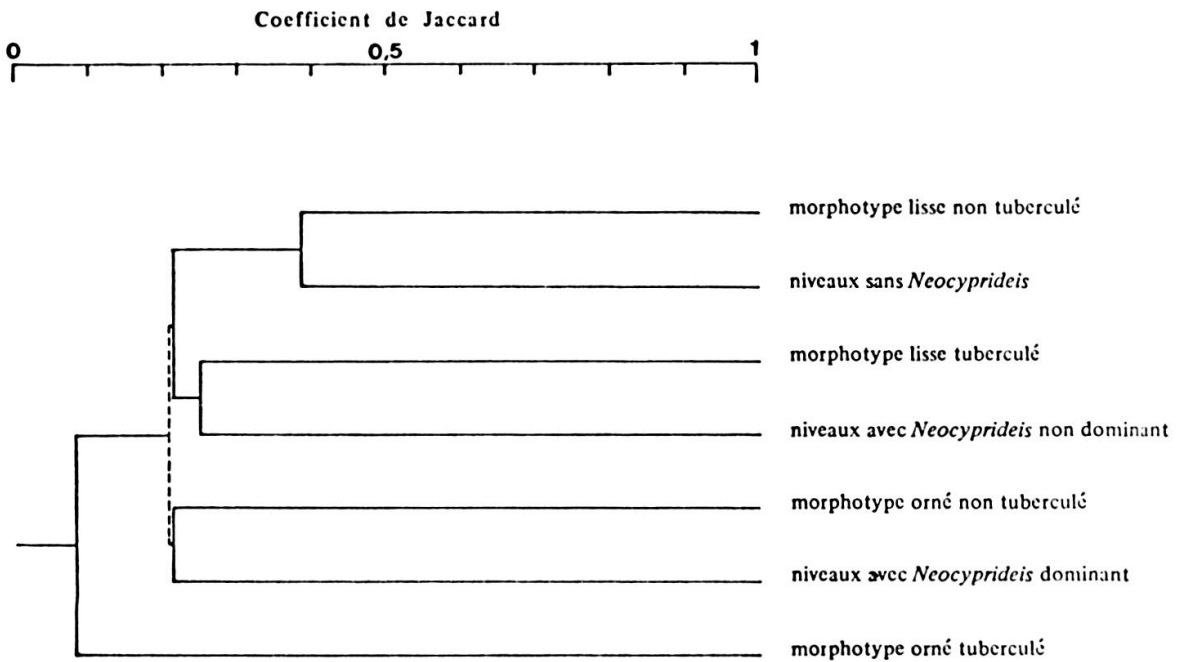 Coefficient de Jaccard
0 0,5 1
morphotype lisse non tuberculé
niveaux sans Neocyprideis
morphotype lisse tuberculé
niveaux avec Neocyprideis non dominant
morphotype orné non tuberculé
niveaux avec Neocyprideis dominant
morphotype orné tuberculé